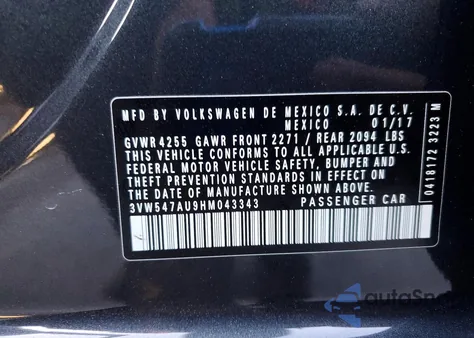 MFD BY VOLKSWAGEN DE MEXICO S.A. DE C.V.
MEXICO 01/17
GVWR 4255 GAWR FRONT 2271 / REAR 2094 LBS
THIS VEHICLE CONFORMS TO ALL APPLICABLE U.S.
FEDERAL MOTOR VEHICLE SAFETY, BUMPER AND
THEFT PREVENTION STANDARDS IN EFFECT ON THE
DATE OF MANUFACTURE SHOWN ABOVE.
3VW547AU9HM043343 PASSENGER CAR
0418172 3223 M